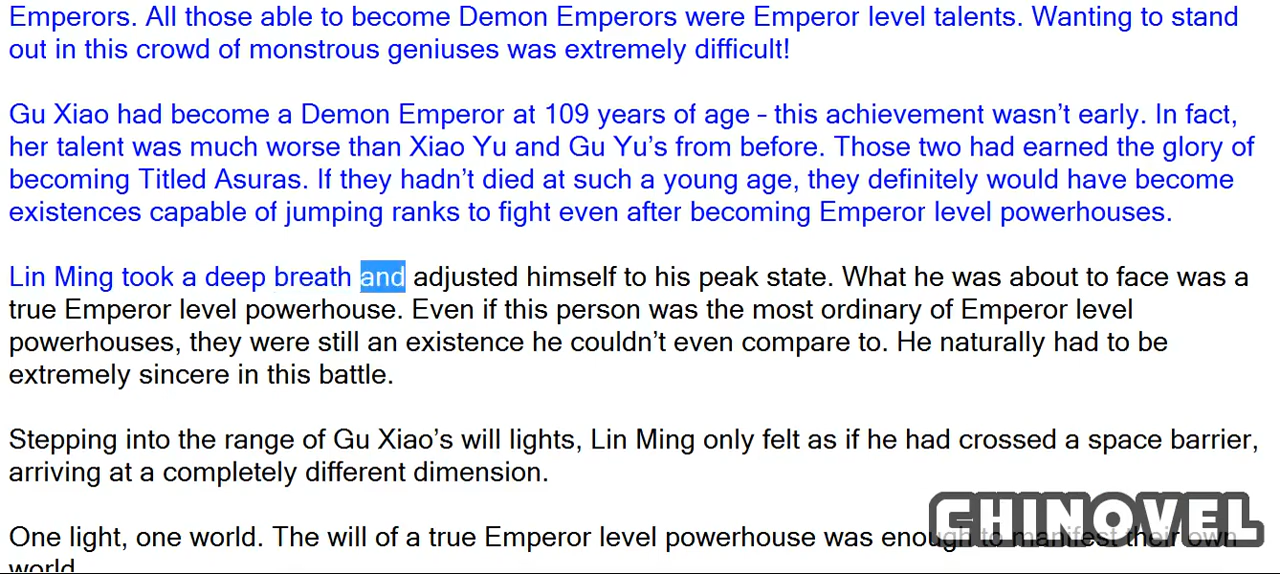 Emperors. All those able to become Demon Emperors were Emperor level talents. Wanting to stand
out in this crowd of monstrous geniuses was extremely difficult!
Gu Xiao had become a Demon Emperor at 109 years of age – this achievement wasn’t early. In fact,
her talent was much worse than Xiao Yu and Gu Yu’s from before. Those two had earned the glory of
becoming Titled Asuras. If they hadn’t died at such a young age, they definitely would have become
existences capable of jumping ranks to fight even after becoming Emperor level powerhouses.
Lin Ming took a deep breath and adjusted himself to his peak state. What he was about to face was a
true Emperor level powerhouse. Even if this person was the most ordinary of Emperor level
powerhouses, they were still an existence he couldn’t even compare to. He naturally had to be
extremely sincere in this battle.
Stepping into the range of Gu Xiao’s will lights, Lin Ming only felt as if he had crossed a space barrier,
arriving at a completely different dimension.
One light, one world. The will of a true Emperor level powerhouse was enough to manifest their own
world.
CHINOVEL